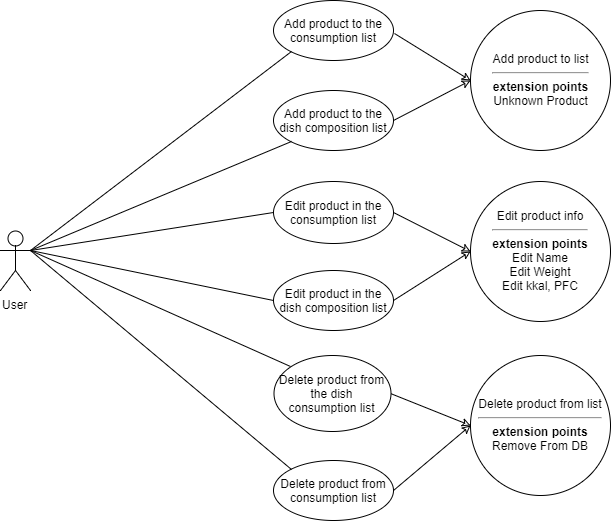 Add product to the
consumption list
Add product to list
extension points
Unknown Product
Add product to the
dish composition list
Edit product in the
consumption list
Edit product info
extension points
Edit Name
Edit Weight
Edit kkal, PFC
User
Edit product in the
dish composition list
Delete product from
the dish
consumption list
Delete product from list
extension points
Remove From DB
Delete product from
consumption list